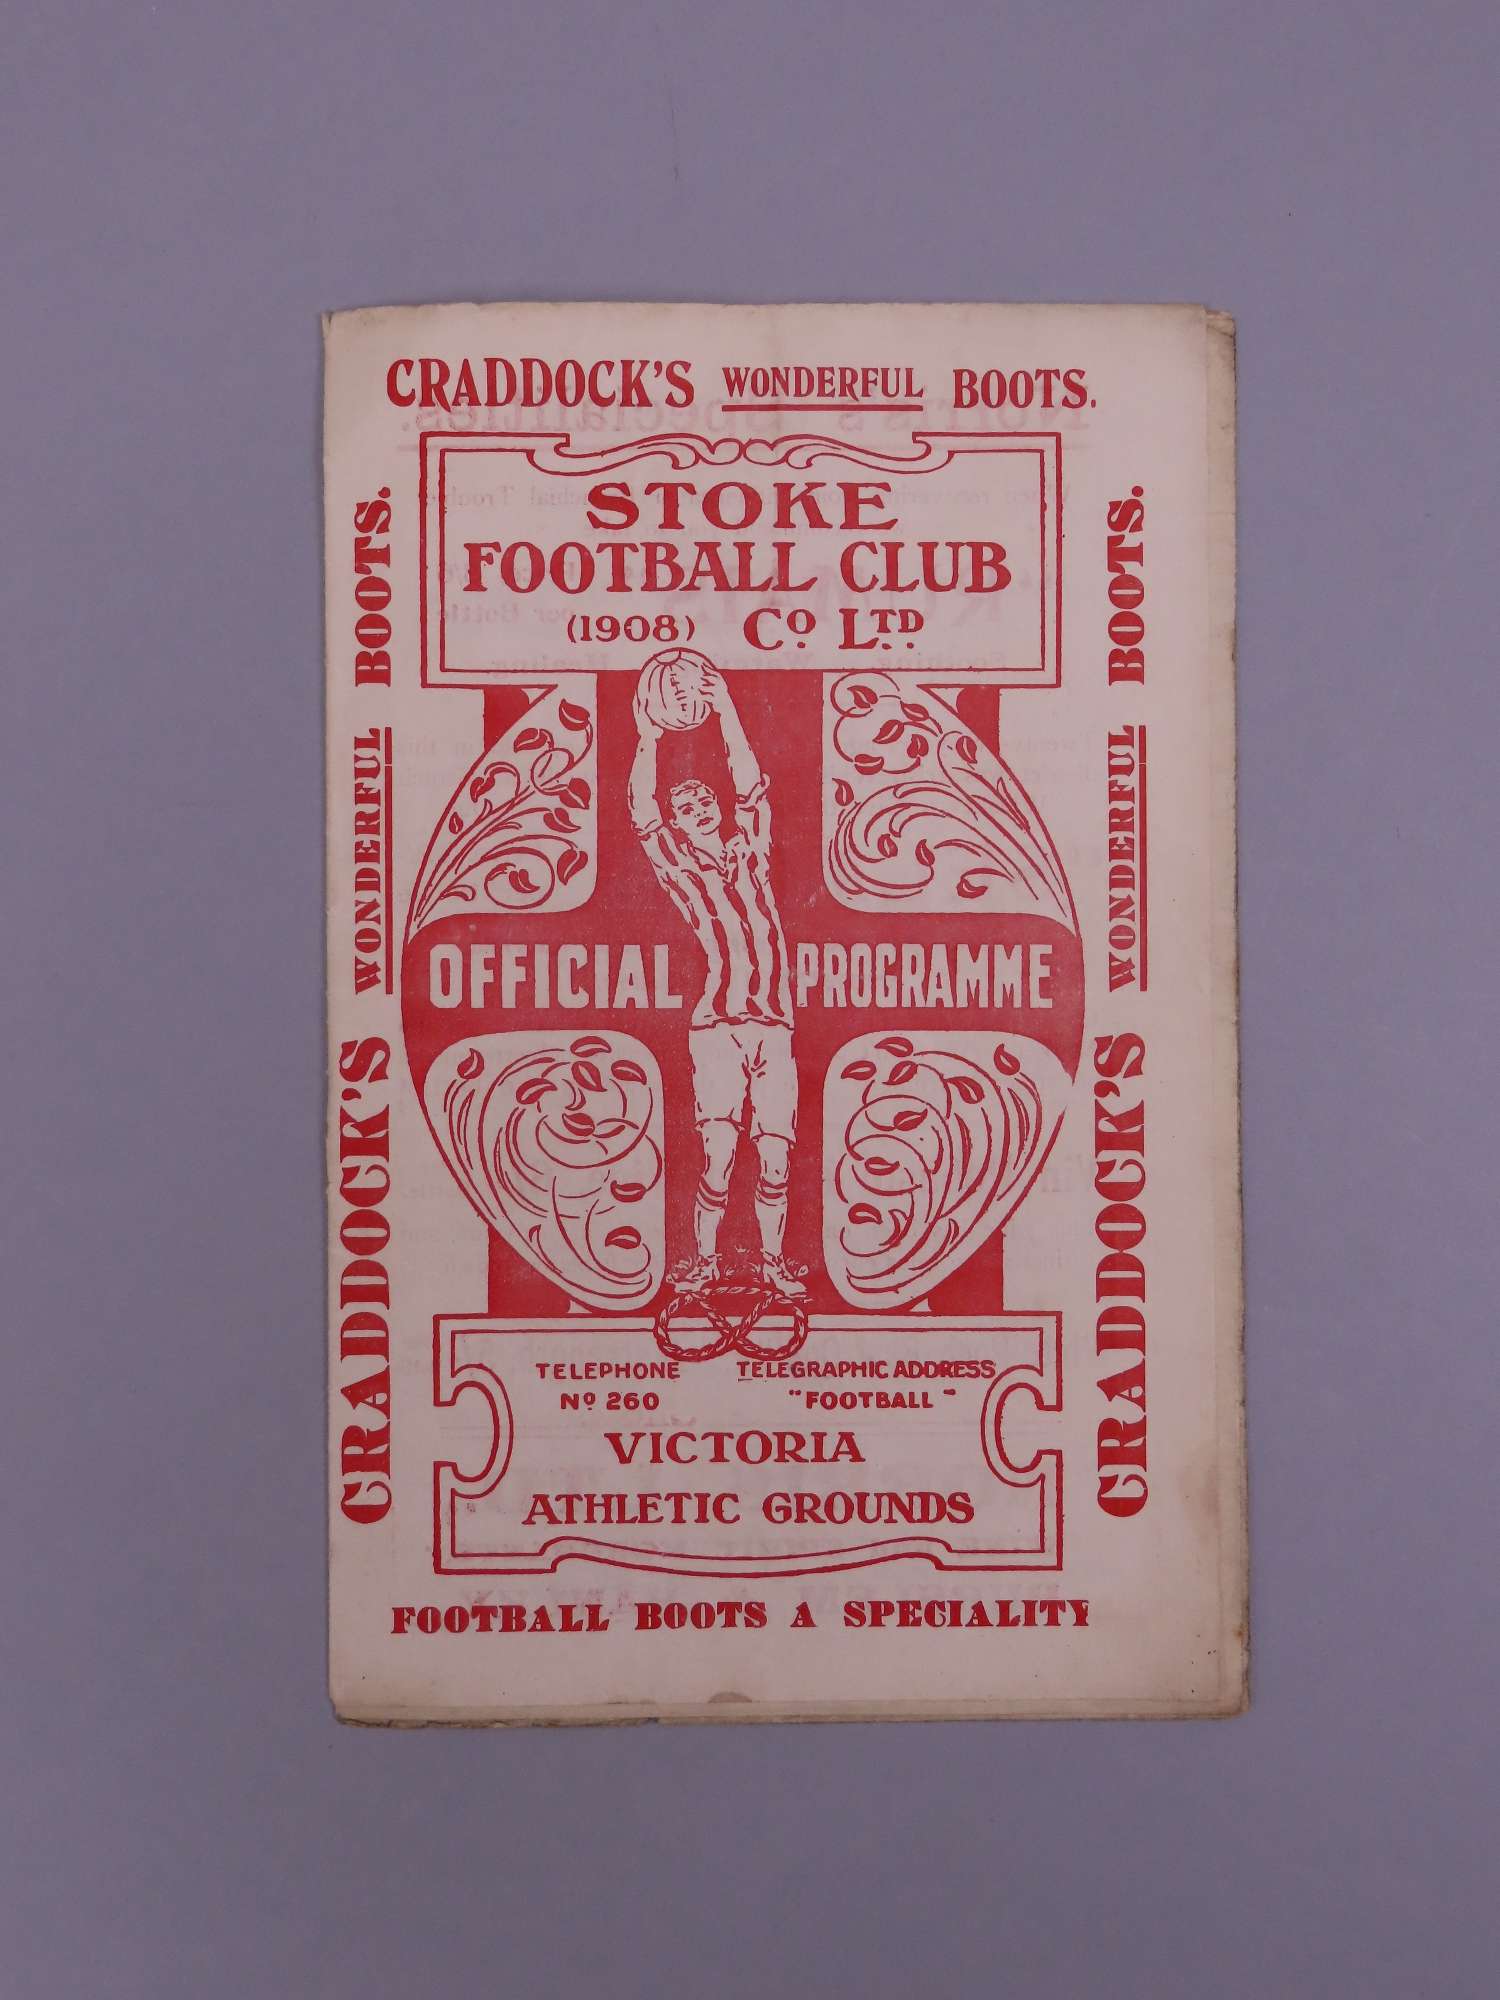 CRADDOCK'S WONDERFUL BOOTS.
CRADDOCK'S WONDERFUL BOOTS.
STOKE
FOOTBALL CLUB
(1908) Co. LTD.
OFFICIAL PROGRAMME
TELEPHONE
No 260
TELEGRAPHIC ADDRESS
"FOOTBALL"
VICTORIA
ATHLETIC GROUNDS
CRADDOCK'S WONDERFUL BOOTS.
FOOTBALL BOOTS A SPECIALITY